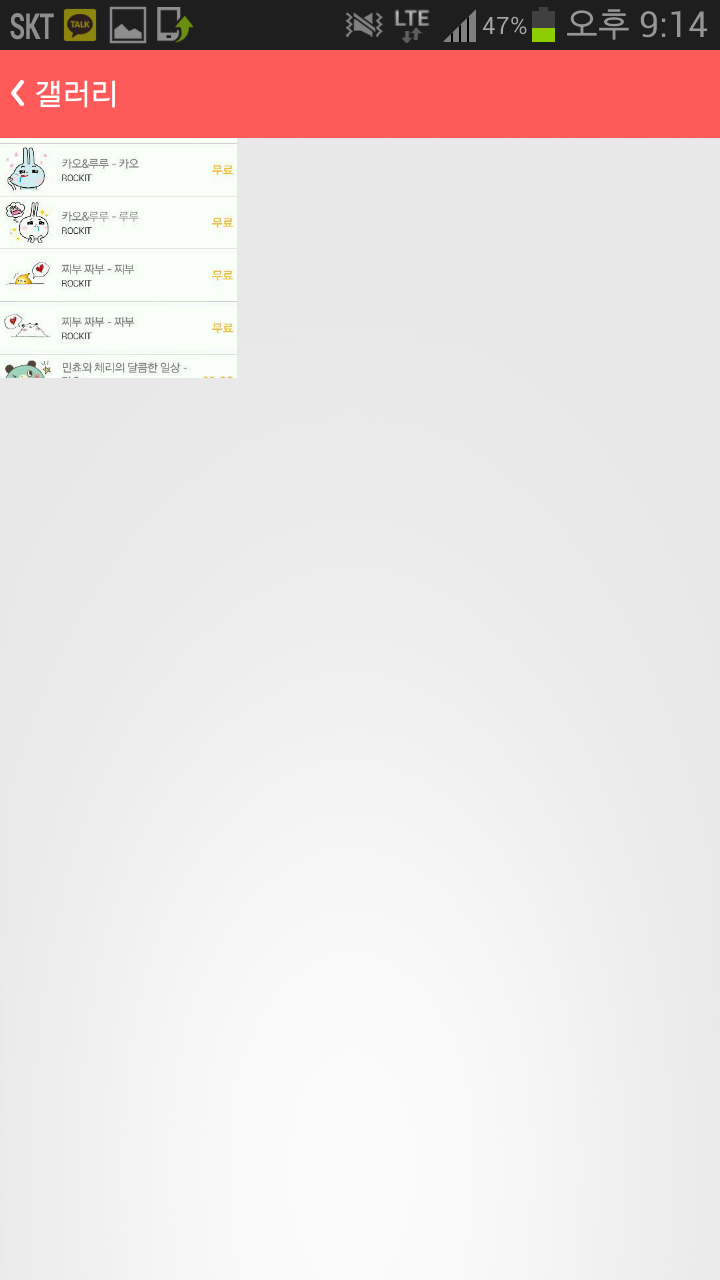 SKT TALK LTE 47% 오후 9:14
갤러리
카오&루루 - 카오
ROCKIT
무료
카오&루루 - 루루
ROCKIT
무료
찌부 짜부 - 찌부
ROCKIT
무료
찌부 짜부 - 짜부
ROCKIT
무료
민효와 체리의 달콤한 일상 -